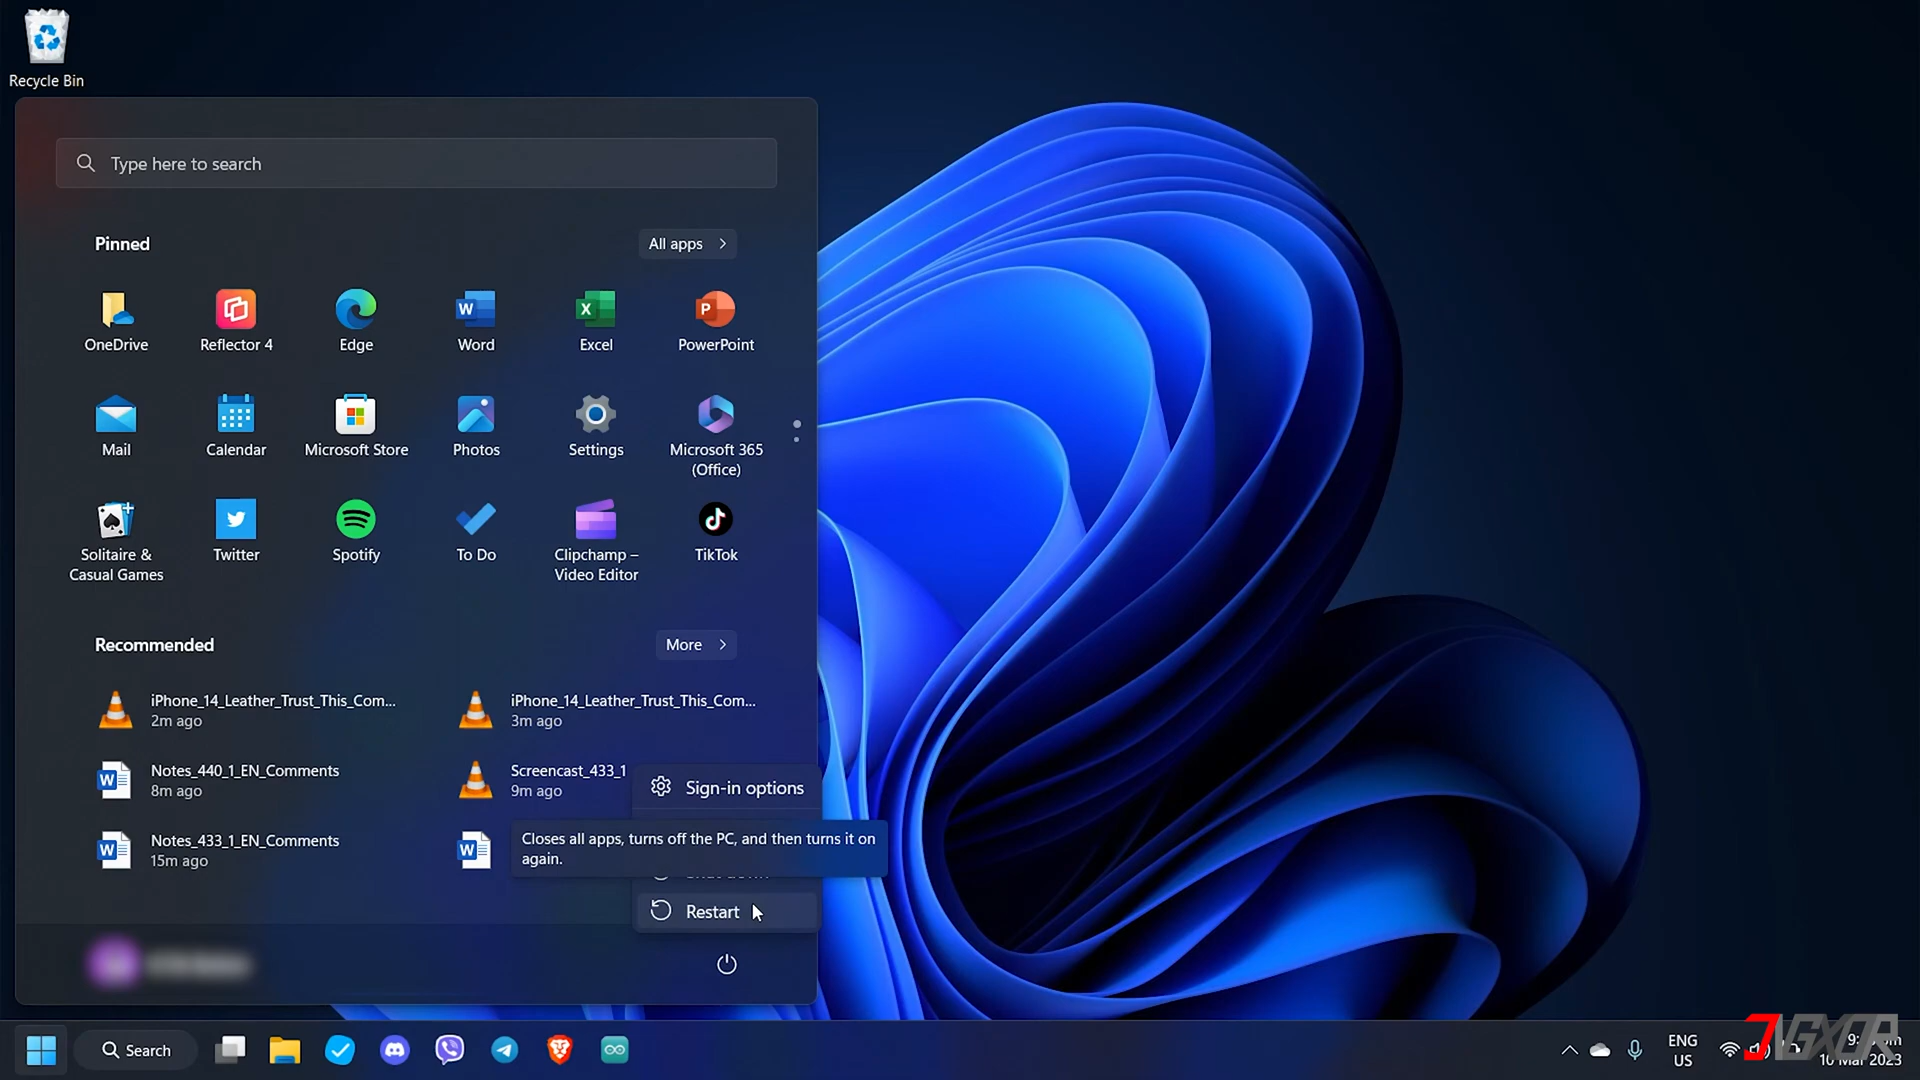 Recycle Bin
Type here to search
Pinned
All apps
OneDrive
Reflector 4
Edge
Word
Excel
PowerPoint
Mail
Calendar
Microsoft Store
Photos
Settings
Microsoft 365
(Office)
Solitaire &
Casual Games
Twitter
Spotify
To Do
Clipchamp –
Video Editor
TikTok
Recommended
More
iPhone_14_Leather_Trust_This_Com...
2m ago
iPhone_14_Leather_Trust_This_Com...
3m ago
Notes_440_1_EN_Comments
8m ago
Screencast_433_1
9m ago
Sign-in options
Notes_433_1_EN_Comments
15m ago
Closes all apps, turns off the PC, and then turns it on
again.
Restart
Search
ENG
US
10 Mar 2023